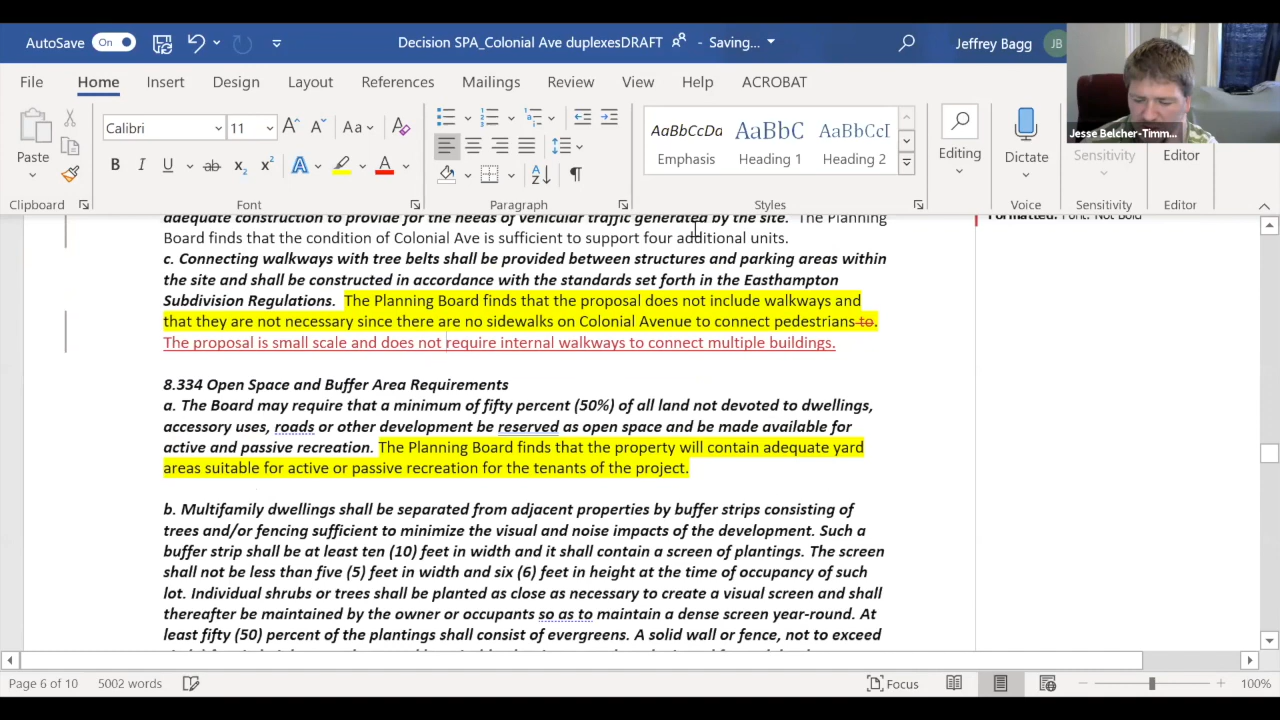 AutoSave On Decision SPA_Colonial Ave duplexesDRAFT Saving... Jeffrey Bagg JB
File Home Insert Design Layout References Mailings Review View Help ACROBAT
Jesse Belcher-Timm...
Calibri 11 Aa
AaBbCcDa AaBbC AaBbCcI
Paste Emphasis Heading 1 Heading 2 Editing Dictate Sensitivity Editor
Clipboard Font Paragraph Styles Voice Sensitivity Editor
adequate construction to provide for the needs of vehicular traffic generated by the site. The Planning
Formatted: Font: Not Bold
Board finds that the condition of Colonial Ave is sufficient to support four additional units.
c. Connecting walkways with tree belts shall be provided between structures and parking areas within
the site and shall be constructed in accordance with the standards set forth in the Easthampton
Subdivision Regulations. The Planning Board finds that the proposal does not include walkways and
that they are not necessary since there are no sidewalks on Colonial Avenue to connect pedestrians to.
The proposal is small scale and does not require internal walkways to connect multiple buildings.
8.334 Open Space and Buffer Area Requirements
a. The Board may require that a minimum of fifty percent (50%) of all land not devoted to dwellings,
accessory uses, roads or other development be reserved as open space and be made available for
active and passive recreation. The Planning Board finds that the property will contain adequate yard
areas suitable for active or passive recreation for the tenants of the project.
b. Multifamily dwellings shall be separated from adjacent properties by buffer strips consisting of
trees and/or fencing sufficient to minimize the visual and noise impacts of the development. Such a
buffer strip shall be at least ten (10) feet in width and it shall contain a screen of plantings. The screen
shall not be less than five (5) feet in width and six (6) feet in height at the time of occupancy of such
lot. Individual shrubs or trees shall be planted as close as necessary to create a visual screen and shall
thereafter be maintained by the owner or occupants so as to maintain a dense screen year-round. At
least fifty (50) percent of the plantings shall consist of evergreens. A solid wall or fence, not to exceed
Page 6 of 10 5002 words Focus 100%